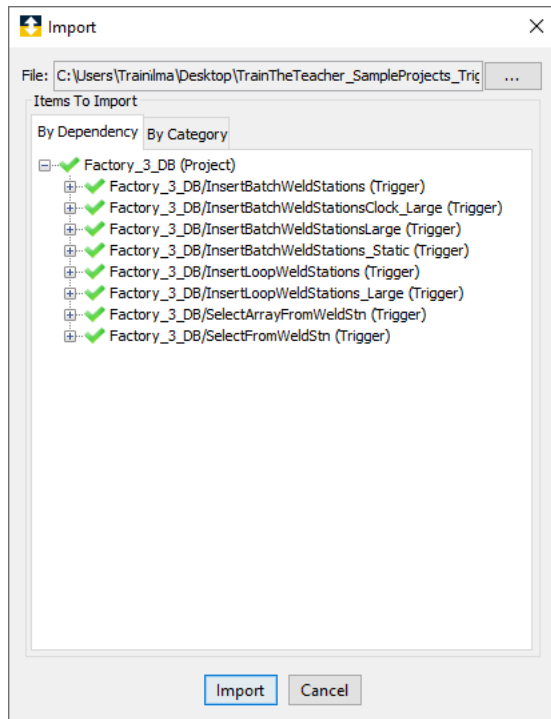 Import
File: C:\Users\Trainilma\Desktop\TrainTheTeacher_SampleProjects_Trig ...
Items To Import
By Dependency By Category
Factory_3_DB (Project)
Factory_3_DB/InsertBatchWeldStations (Trigger)
Factory_3_DB/InsertBatchWeldStationsClock_Large (Trigger)
Factory_3_DB/InsertBatchWeldStationsLarge (Trigger)
Factory_3_DB/InsertBatchWeldStations_Static (Trigger)
Factory_3_DB/InsertLoopWeldStations (Trigger)
Factory_3_DB/InsertLoopWeldStations_Large (Trigger)
Factory_3_DB/SelectArrayFromWeldStn (Trigger)
Factory_3_DB/SelectFromWeldStn (Trigger)
Import Cancel